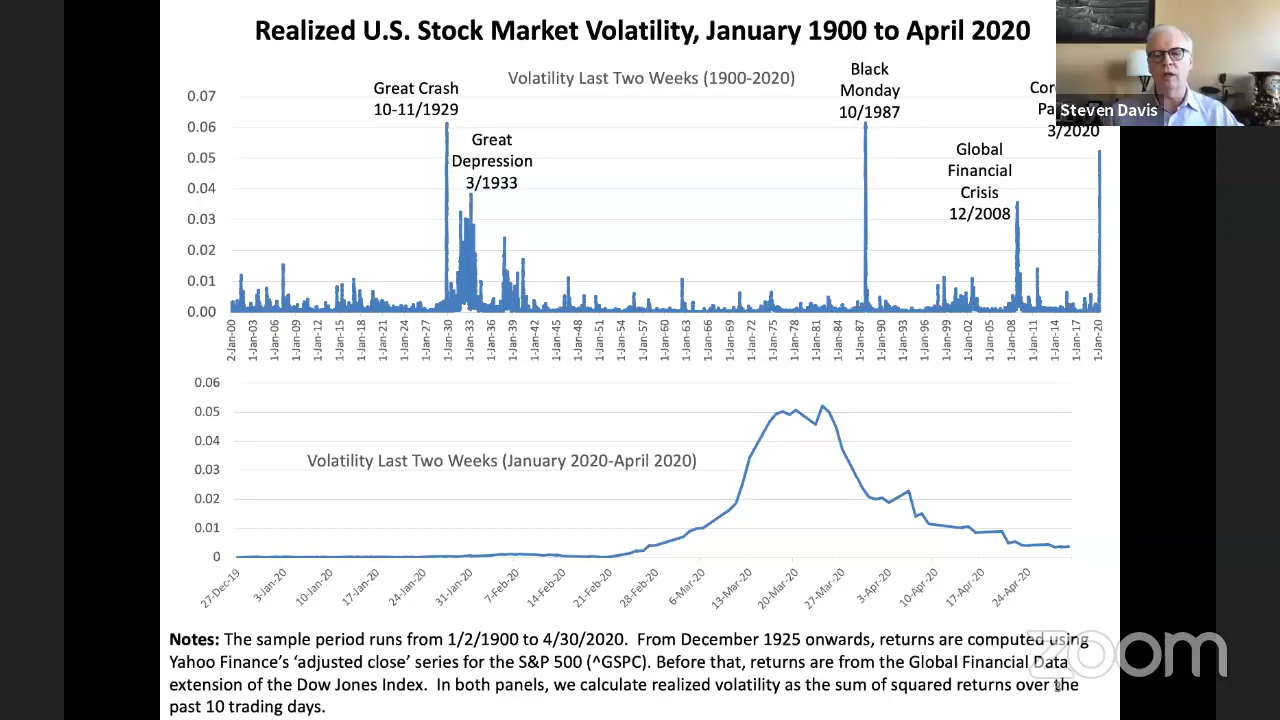 Realized U.S. Stock Market Volatility, January 1900 to April 2020
Steven Davis
Volatility Last Two Weeks (1900-2020)
Great Crash
10-11/1929
Great
Depression
3/1933
Black
Monday
10/1987
Global
Financial
Crisis
12/2008
3/2020
0.07
0.06
0.05
0.04
0.03
0.02
0.01
0.00
2-Jan-00
1-Jan-03
1-Jan-06
1-Jan-09
1-Jan-12
1-Jan-15
1-Jan-18
1-Jan-21
1-Jan-24
1-Jan-27
1-Jan-30
1-Jan-33
1-Jan-36
1-Jan-39
1-Jan-42
1-Jan-45
1-Jan-48
1-Jan-51
1-Jan-54
1-Jan-57
1-Jan-60
1-Jan-63
1-Jan-66
1-Jan-69
1-Jan-72
1-Jan-75
1-Jan-78
1-Jan-81
1-Jan-84
1-Jan-87
1-Jan-90
1-Jan-93
1-Jan-96
1-Jan-99
1-Jan-02
1-Jan-05
1-Jan-08
1-Jan-11
1-Jan-14
1-Jan-17
1-Jan-20
Volatility Last Two Weeks (January 2020-April 2020)
0.06
0.05
0.04
0.03
0.02
0.01
0
27-Dec-19
3-Jan-20
10-Jan-20
17-Jan-20
24-Jan-20
31-Jan-20
7-Feb-20
14-Feb-20
21-Feb-20
28-Feb-20
6-Mar-20
13-Mar-20
20-Mar-20
27-Mar-20
3-Apr-20
10-Apr-20
17-Apr-20
24-Apr-20
Notes: The sample period runs from 1/2/1900 to 4/30/2020. From December 1925 onwards, returns are computed using
Yahoo Finance's 'adjusted close' series for the S&P 500 (^GSPC). Before that, returns are from the Global Financial Data
extension of the Dow Jones Index. In both panels, we calculate realized volatility as the sum of squared returns over the
past 10 trading days.
zoom